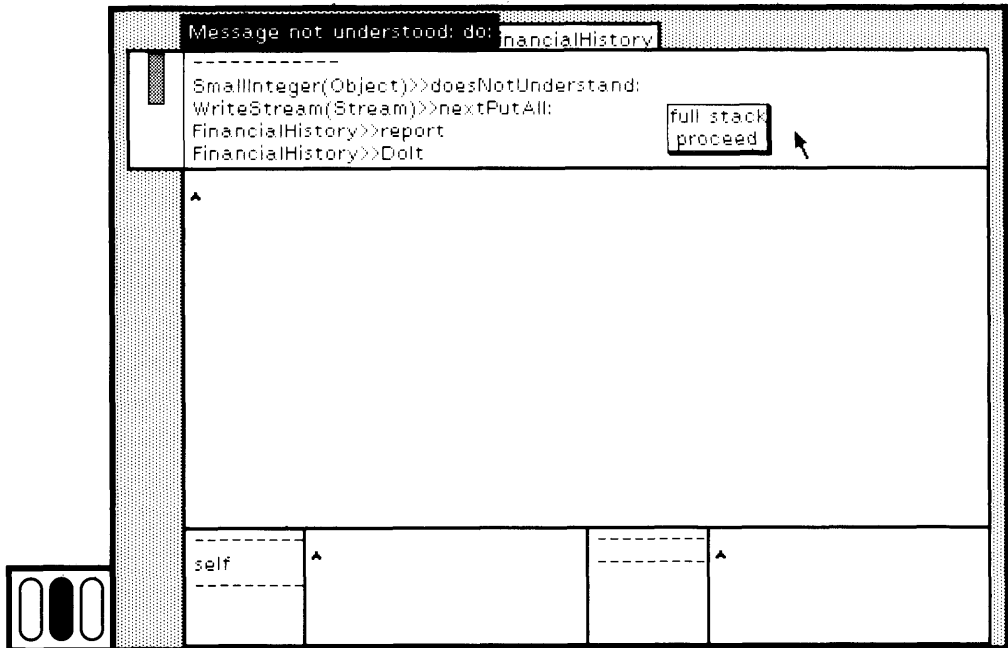 Message not understood: do:
nancialHistory
------------
SmallInteger(Object)>>doesNotUnderstand:
WriteStream(Stream)>>nextPutAll:
FinancialHistory>>report
FinancialHistory>>DoIt
full stack
proceed
self